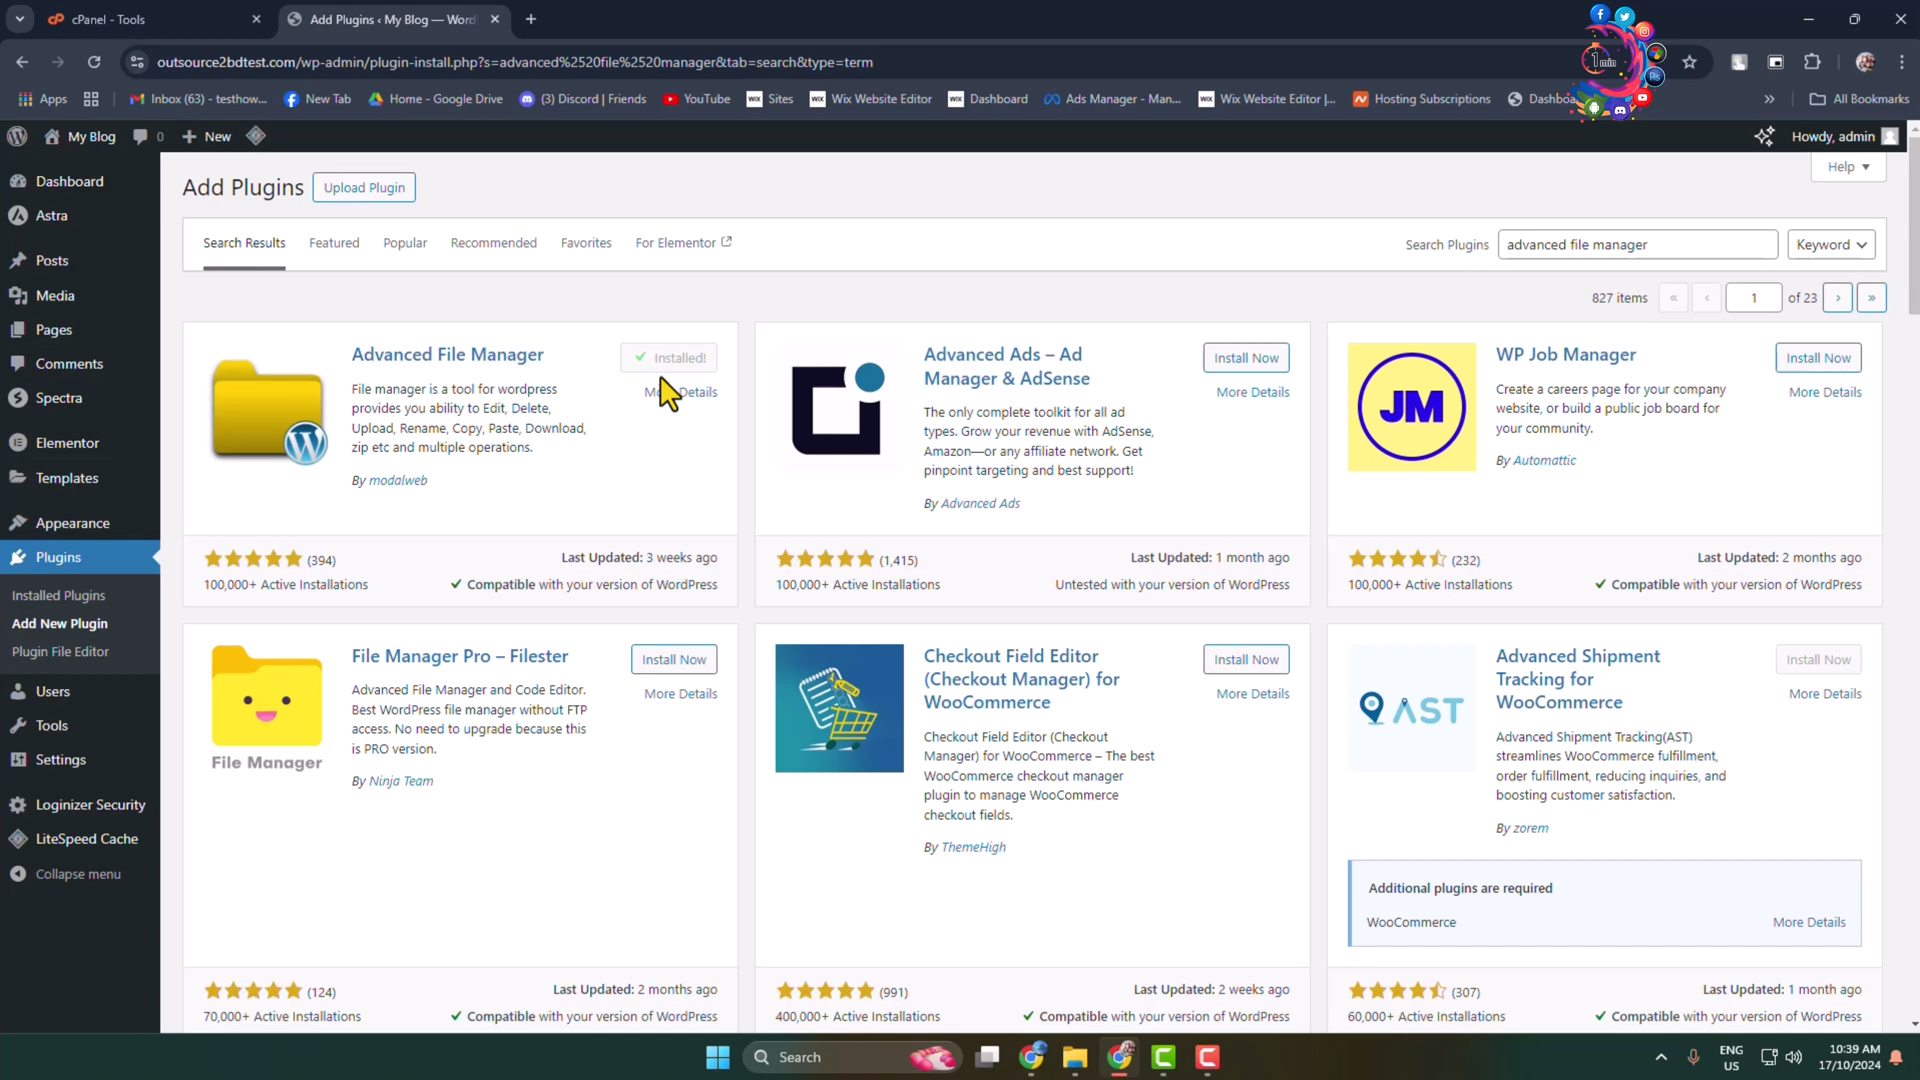 cPanel - Tools
Add Plugins ‹ My Blog — Word
outsource2bdtest.com/wp-admin/plugin-install.php?s=advanced%2520file%2520manager&tab=search&type=term
1 min
Ps
Apps
Inbox (63) - testhow...
New Tab
Home - Google Drive
(3) Discord | Friends
YouTube
WIX Sites
WIX Wix Website Editor
WIX Dashboard
Ads Manager - Man...
WIX Wix Website Editor |...
Hosting Subscriptions
Dashboa
All Bookmarks
My Blog
0
New
Howdy, admin
Dashboard
Astra
Posts
Media
Pages
Comments
Spectra
Elementor
Templates
Appearance
Plugins
Installed Plugins
Add New Plugin
Plugin File Editor
Users
Tools
Settings
Loginizer Security
LiteSpeed Cache
Collapse menu
Help
Add Plugins
Upload Plugin
Search Results
Featured
Popular
Recommended
Favorites
For Elementor
Search Plugins
advanced file manager
Keyword
827 items
«
‹
1
of 23
›
»
Advanced File Manager
Installed!
More Details
File manager is a tool for wordpress
provides you ability to Edit, Delete,
Upload, Rename, Copy, Paste, Download,
zip etc and multiple operations.
By modalweb
(394)
Last Updated: 3 weeks ago
100,000+ Active Installations
Compatible with your version of WordPress
Advanced Ads – Ad
Manager & AdSense
Install Now
More Details
The only complete toolkit for all ad
types. Grow your revenue with AdSense,
Amazon—or any affiliate network. Get
pinpoint targeting and best support!
By Advanced Ads
(1,415)
Last Updated: 1 month ago
100,000+ Active Installations
Untested with your version of WordPress
JM
WP Job Manager
Install Now
More Details
Create a careers page for your company
website, or build a public job board for
your community.
By Automattic
(232)
Last Updated: 2 months ago
100,000+ Active Installations
Compatible with your version of WordPress
File Manager
File Manager Pro – Filester
Install Now
More Details
Advanced File Manager and Code Editor.
Best WordPress file manager without FTP
access. No need to upgrade because this
is PRO version.
By Ninja Team
(124)
Last Updated: 2 months ago
70,000+ Active Installations
Compatible with your version of WordPress
Checkout Field Editor
(Checkout Manager) for
WooCommerce
Install Now
More Details
Checkout Field Editor (Checkout
Manager) for WooCommerce – The best
WooCommerce checkout manager
plugin to manage WooCommerce
checkout fields.
By ThemeHigh
(991)
Last Updated: 2 weeks ago
400,000+ Active Installations
Compatible with your version of WordPress
AST
Advanced Shipment
Tracking for
WooCommerce
Install Now
More Details
Advanced Shipment Tracking(AST)
streamlines WooCommerce fulfillment,
order fulfillment, reducing inquiries, and
boosting customer satisfaction.
By zorem
Additional plugins are required
WooCommerce
More Details
(307)
Last Updated: 1 month ago
60,000+ Active Installations
Compatible with your version of WordPress
Search
ENG
US
10:39 AM
17/10/2024